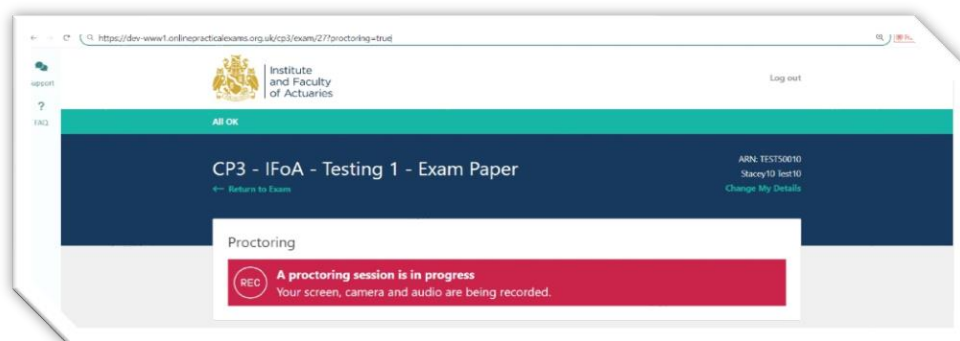 https://dev-www1.onlinepracticalexams.org.uk/cp3/exam/27?proctoring=true
Support
?
FAQ
Institute
and Faculty
of Actuaries
Log out
All OK
CP3 - IFoA - Testing 1 - Exam Paper
← Return to Exam
ARN: TEST50010
Stacey10 Test10
Change My Details
Proctoring
REC
A proctoring session is in progress
Your screen, camera and audio are being recorded.